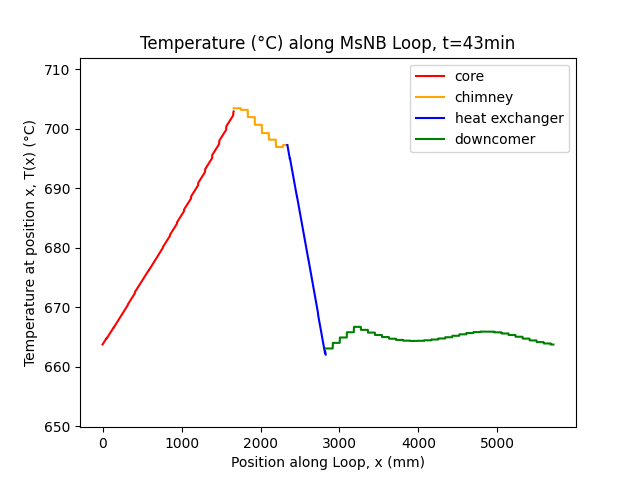 Temperature (°C) along MsNB Loop, t=43min
Temperature at position x, T(x) (°C)
710
700
690
680
670
660
650
0
1000
2000
3000
4000
5000
Position along Loop, x (mm)
core
chimney
heat exchanger
downcomer